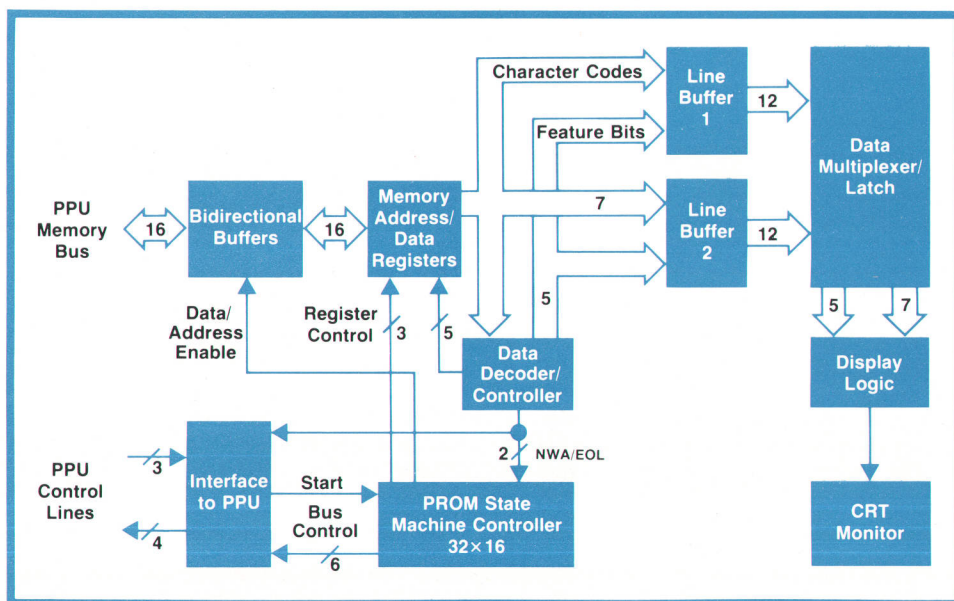 Character Codes
Line
Buffer
1
12
Feature Bits
Data
Multiplexer/
Latch
PPU
Memory
Bus
16
Bidirectional
Buffers
16
Memory
Address/
Data
Registers
7
Line
Buffer
2
12
Data/
Address
Enable
Register
Control
3
5
5
Data
Decoder/
Controller
5
7
Display
Logic
2
NWA/EOL
PPU
Control
Lines
3
4
Interface
to PPU
Start
Bus
Control
6
PROM State
Machine Controller
32×16
CRT
Monitor